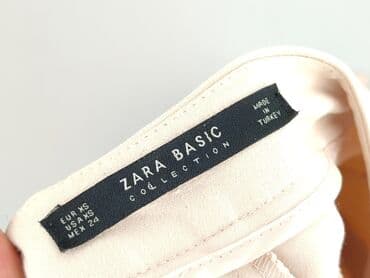 EUR XS
USA XS
MEX 24
ZARA BASIC
COLLECTION
MADE
IN
TURKEY